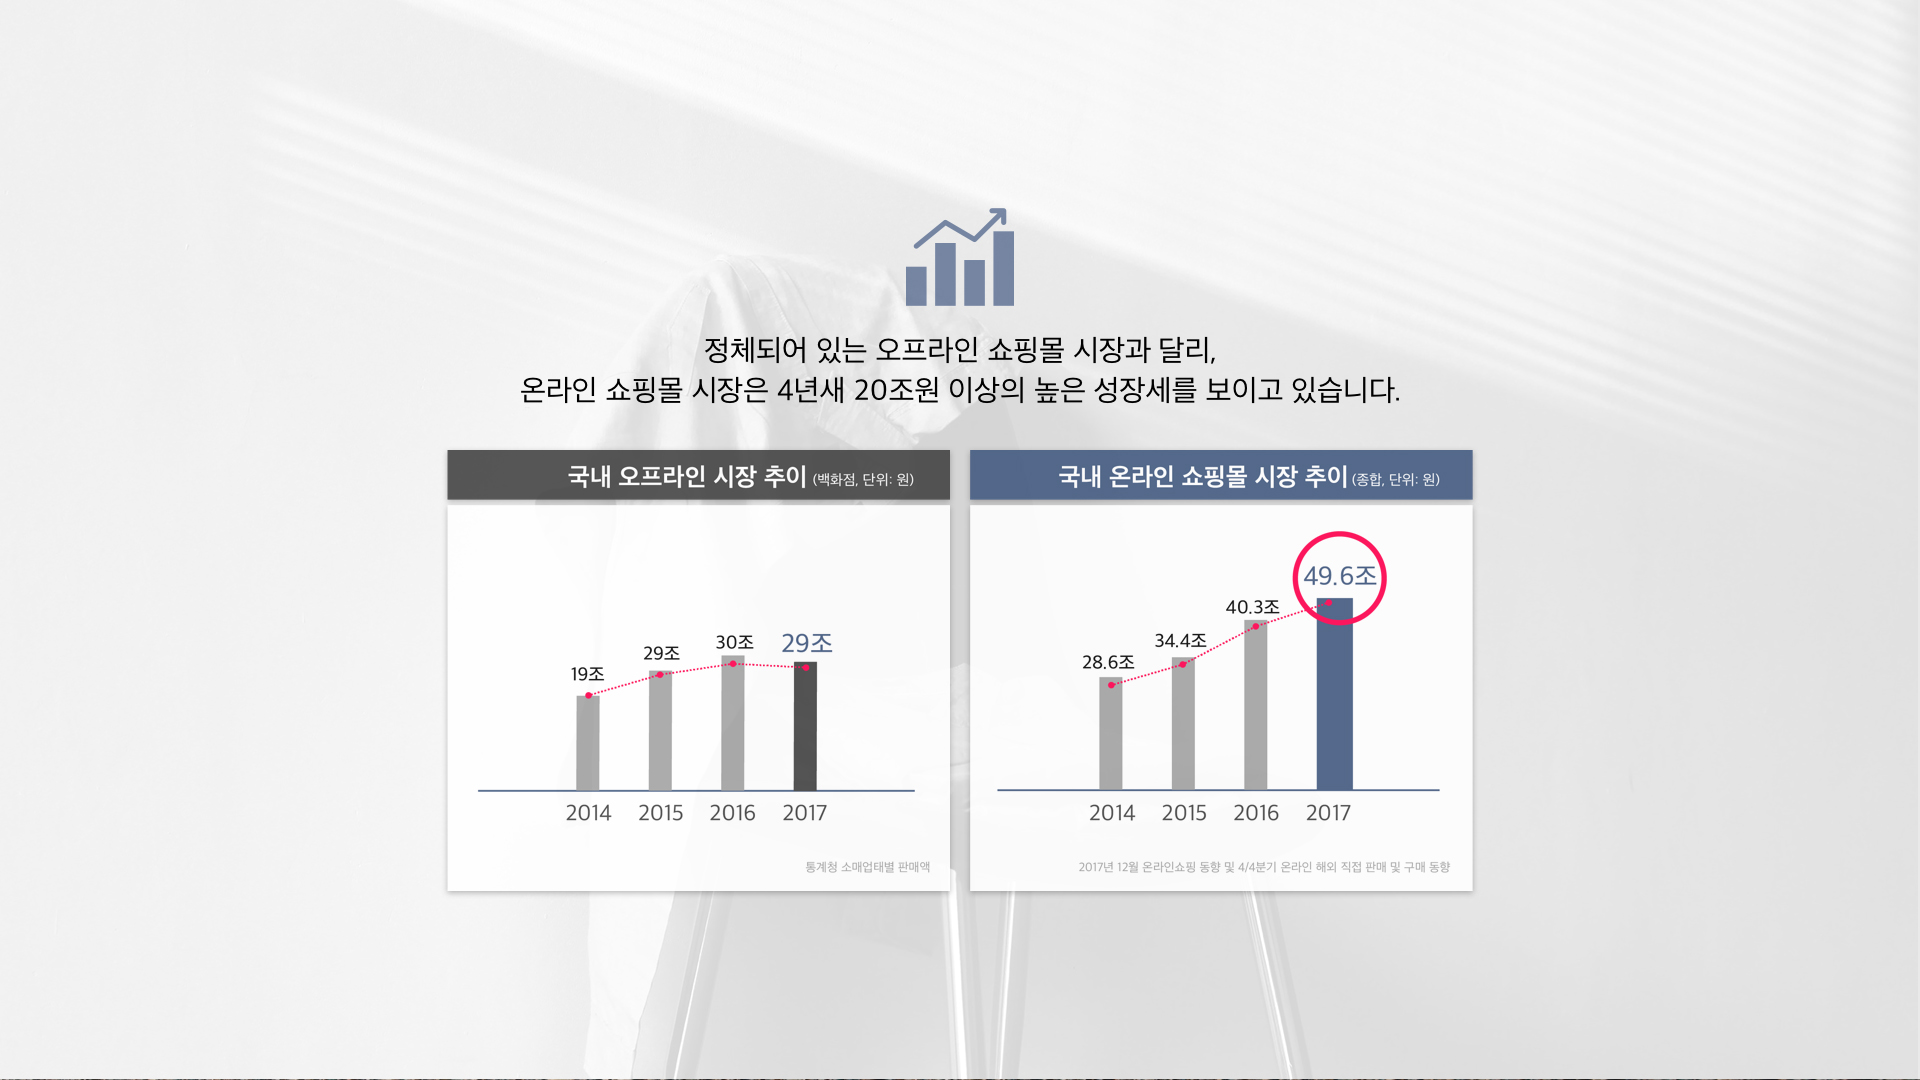 정체되어 있는 오프라인 쇼핑몰 시장과 달리,
온라인 쇼핑몰 시장은 4년새 20조원 이상의 높은 성장세를 보이고 있습니다.
국내 오프라인 시장 추이 (백화점, 단위: 원)
19조
29조
30조
29조
2014 2015 2016 2017
통계청 소매업태별 판매액
국내 온라인 쇼핑몰 시장 추이 (종합, 단위: 원)
28.6조
34.4조
40.3조
49.6조
2014 2015 2016 2017
2017년 12월 온라인쇼핑 동향 및 4/4분기 온라인 해외 직접 판매 및 구매 동향